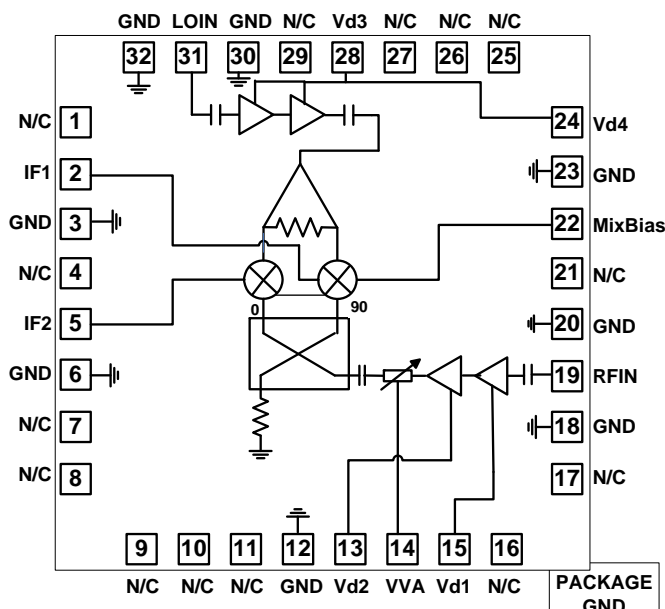 GND LOIN GND N/C Vd3 N/C N/C N/C
32 31 30 29 28 27 26 25
N/C 1
24 Vd4
IF1 2
23 GND
GND 3
22 MixBias
N/C 4
21 N/C
IF2 5
20 GND
0 90
GND 6
19 RFIN
N/C 7
18 GND
N/C 8
17 N/C
9 10 11 12 13 14 15 16
N/C N/C N/C GND Vd2 VVA Vd1 N/C
PACKAGE
GND